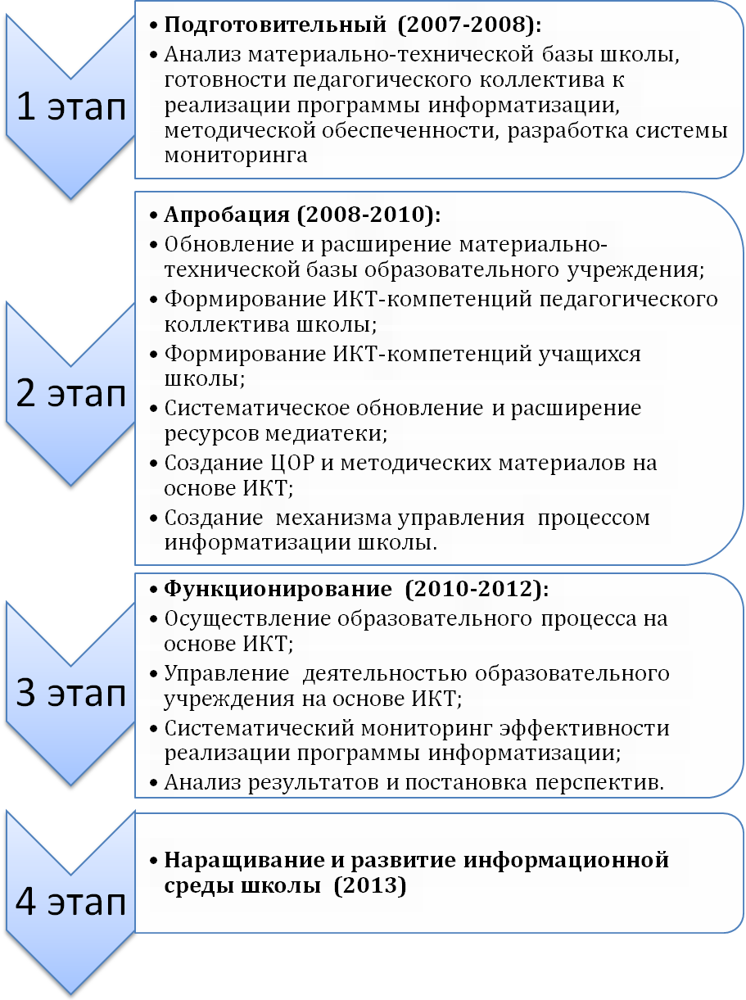 1 этап
• Подготовительный (2007-2008):
• Анализ материально-технической базы школы,
готовности педагогического коллектива к
реализации программы информатизации,
методической обеспеченности, разработка системы
мониторинга
2 этап
• Апробация (2008-2010):
• Обновление и расширение материально-
технической базы образовательного учреждения;
• Формирование ИКТ-компетенций педагогического
коллектива школы;
• Формирование ИКТ-компетенций учащихся
школы;
• Систематическое обновление и расширение
ресурсов медиатеки;
• Создание ЦОР и методических материалов на
основе ИКТ;
• Создание механизма управления процессом
информатизации школы.
3 этап
• Функционирование (2010-2012):
• Осуществление образовательного процесса на
основе ИКТ;
• Управление деятельностью образовательного
учреждения на основе ИКТ;
• Систематический мониторинг эффективности
реализации программы информатизации;
• Анализ результатов и постановка перспектив.
4 этап
• Наращивание и развитие информационной
среды школы (2013)